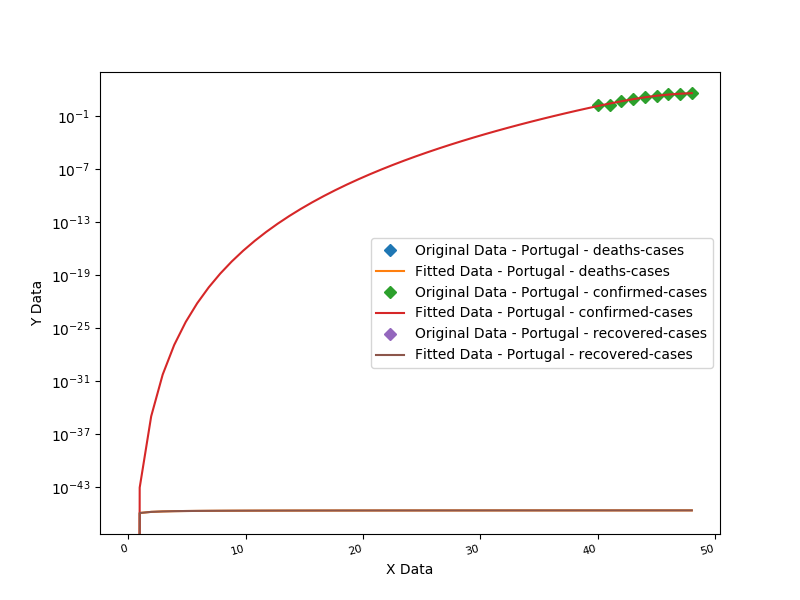 10⁻¹
10⁻⁷
10⁻¹³
10⁻¹⁹
10⁻²⁵
10⁻³¹
10⁻³⁷
10⁻⁴³
Y Data
Original Data - Portugal - deaths-cases
Fitted Data - Portugal - deaths-cases
Original Data - Portugal - confirmed-cases
Fitted Data - Portugal - confirmed-cases
Original Data - Portugal - recovered-cases
Fitted Data - Portugal - recovered-cases
0 10 20 30 40 50
X Data